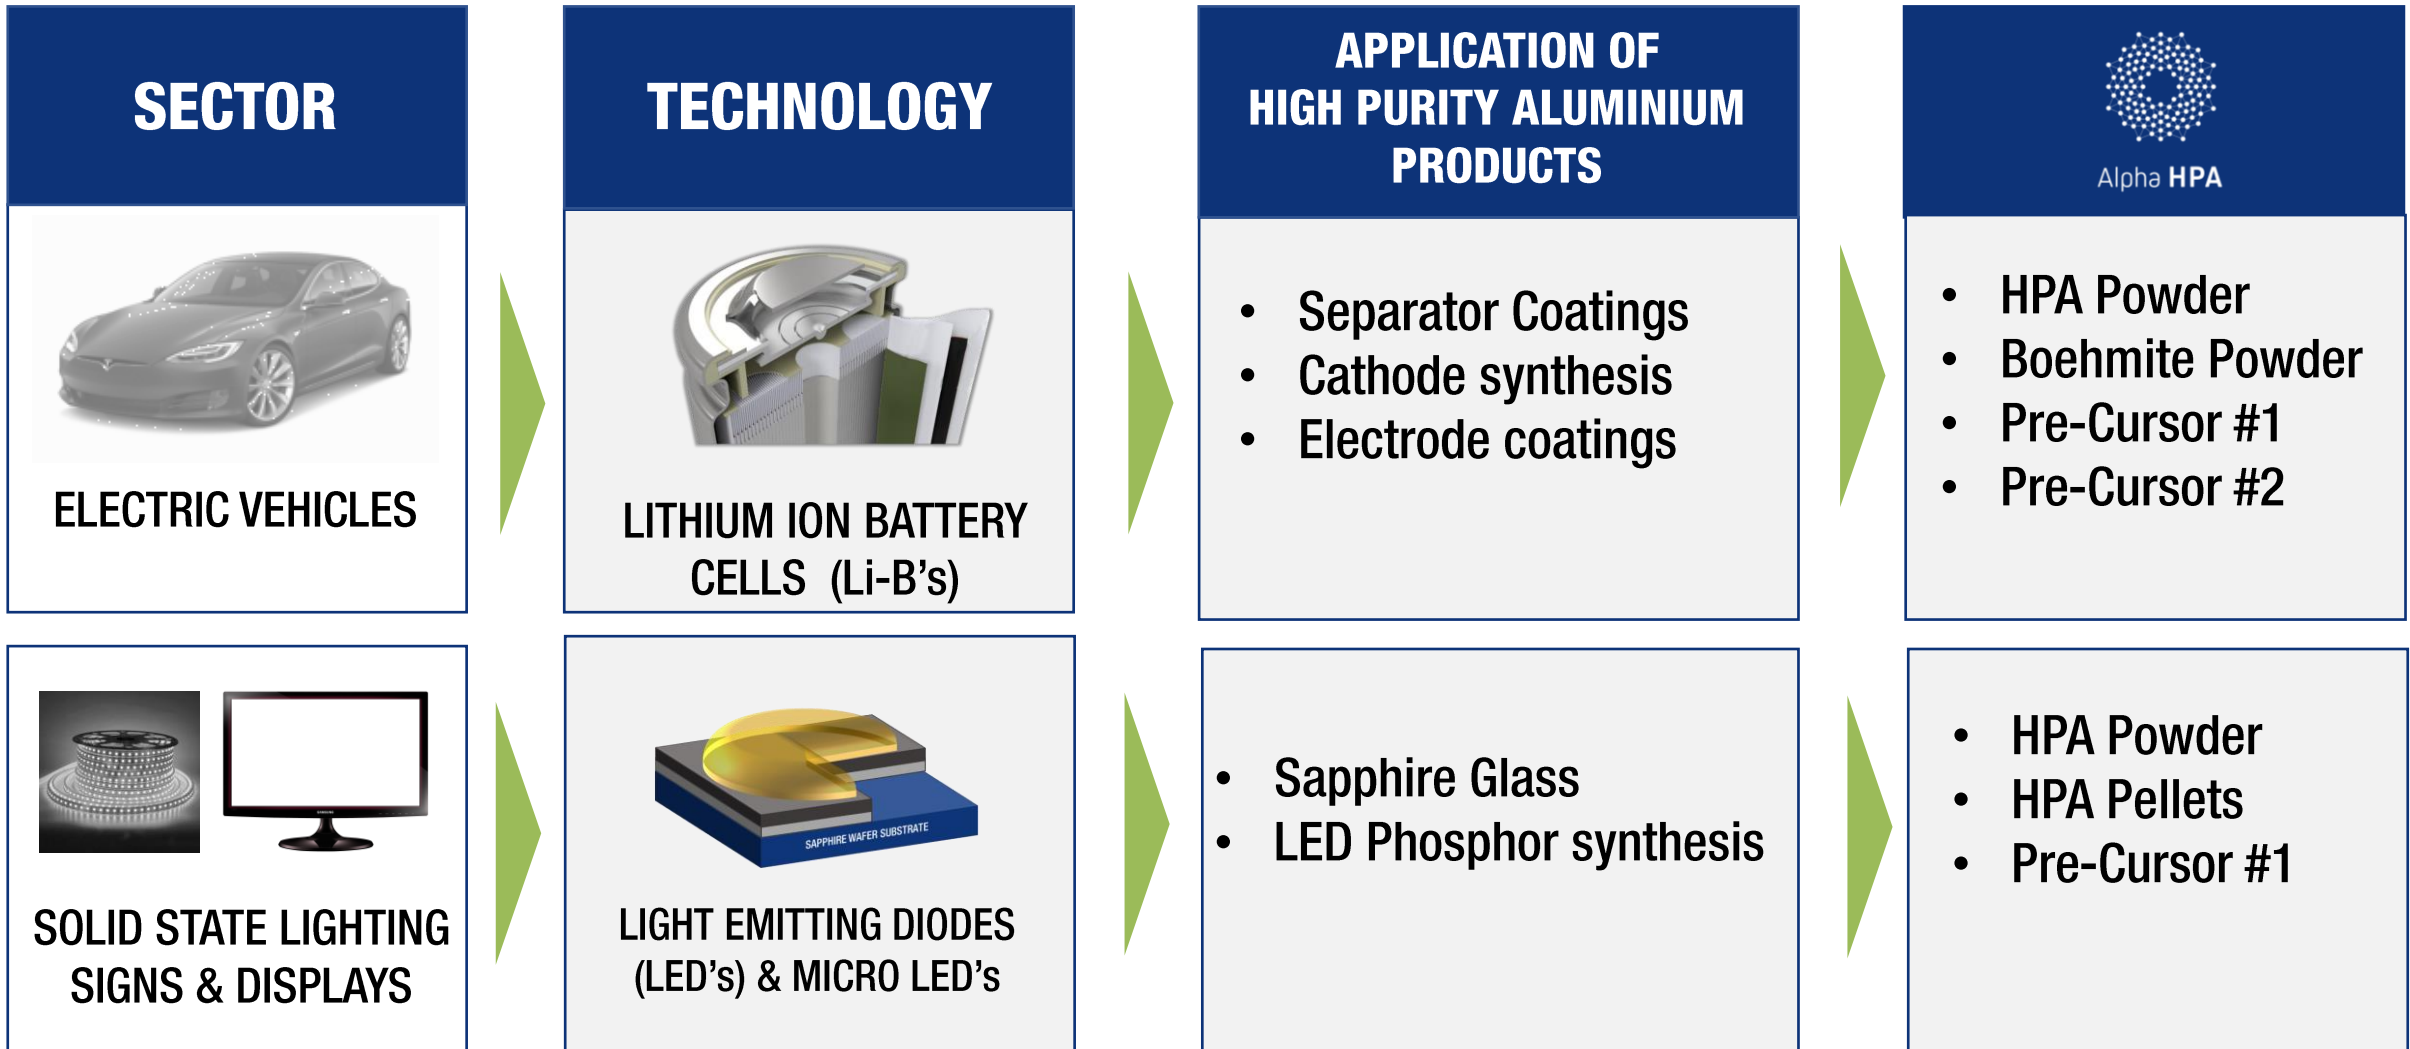 SECTOR
TECHNOLOGY
APPLICATION OF
HIGH PURITY ALUMINIUM
PRODUCTS
Alpha HPA
ELECTRIC VEHICLES
LITHIUM ION BATTERY
CELLS (Li-B’s)
• Separator Coatings
• Cathode synthesis
• Electrode coatings
• HPA Powder
• Boehmite Powder
• Pre-Cursor #1
• Pre-Cursor #2
SAMSUNG
SOLID STATE LIGHTING
SIGNS & DISPLAYS
SAPPHIRE WAFER SUBSTRATE
LIGHT EMITTING DIODES
(LED’s) & MICRO LED’s
• Sapphire Glass
• LED Phosphor synthesis
• HPA Powder
• HPA Pellets
• Pre-Cursor #1